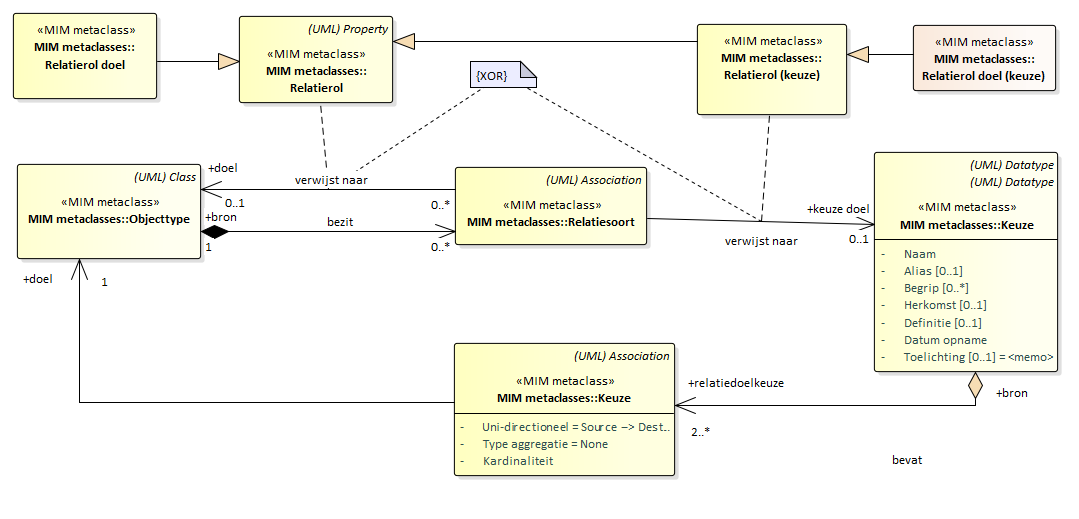 «MIM metaclass»
MIM metaclasses::
Relatierol doel
(UML) Property
«MIM metaclass»
MIM metaclasses::
Relatierol
«MIM metaclass»
MIM metaclasses::
Relatierol (keuze)
«MIM metaclass»
MIM metaclasses::
Relatierol doel (keuze)
{XOR}
(UML) Class
«MIM metaclass»
MIM metaclasses::Objecttype
+doel
0..1
verwijst naar
0..*
+bron
1
bezit
0..*
(UML) Association
«MIM metaclass»
MIM metaclasses::Relatiesoort
+keuze doel
0..1
verwijst naar
(UML) Datatype
(UML) Datatype
«MIM metaclass»
MIM metaclasses::Keuze
- Naam
- Alias [0..1]
- Begrip [0..*]
- Herkomst [0..1]
- Definitie [0..1]
- Datum opname
- Toelichting [0..1] = <memo>
+doel
1
(UML) Association
«MIM metaclass»
MIM metaclasses::Keuze
- Uni-directioneel = Source −> Dest..
- Type aggregatie = None
- Kardinaliteit
+relatiedoelkeuze
2..*
+bron
bevat